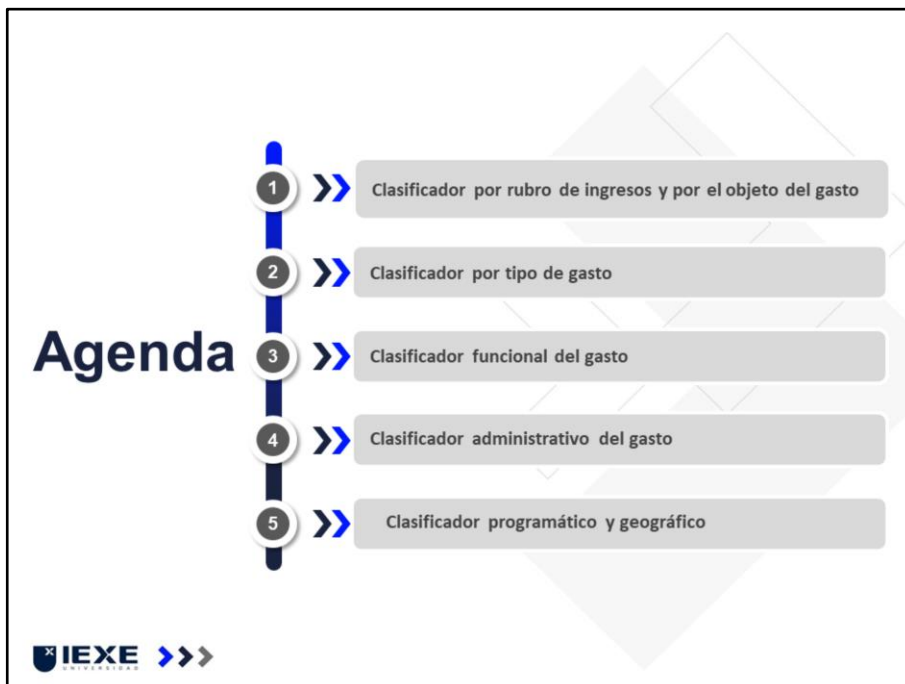 Agenda
1
Clasificador por rubro de ingresos y por el objeto del gasto
2
Clasificador por tipo de gasto
3
Clasificador funcional del gasto
4
Clasificador administrativo del gasto
5
Clasificador programático y geográfico
IEXE
UNIVERSIDAD